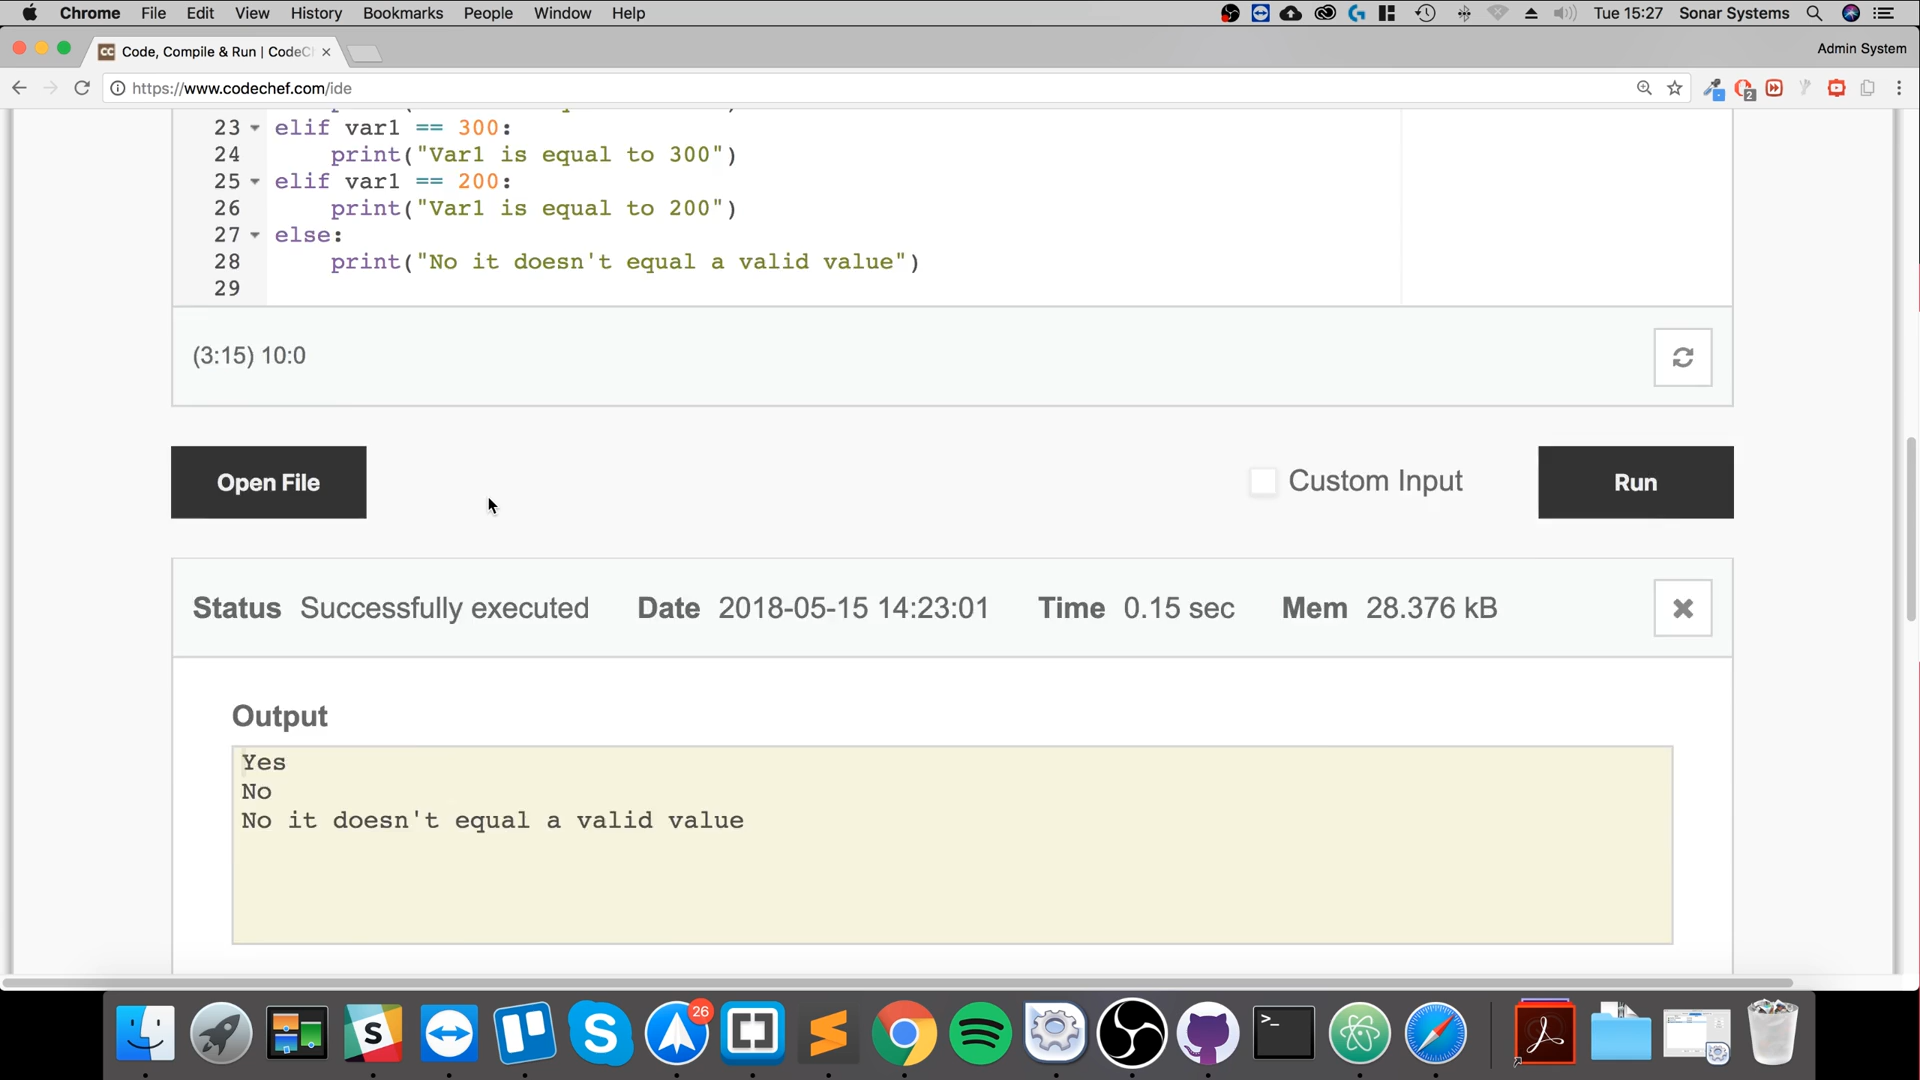 Chrome File Edit View History Bookmarks People Window Help Tue 15:27 Sonar Systems
Code, Compile & Run | CodeCh Admin System
https://www.codechef.com/ide
2
23 elif var1 == 300:
24 print("Var1 is equal to 300")
25 elif var1 == 200:
26 print("Var1 is equal to 200")
27 else:
28 print("No it doesn't equal a valid value")
29
(3:15) 10:0
Open File Custom Input Run
Status Successfully executed Date 2018-05-15 14:23:01 Time 0.15 sec Mem 28.376 kB
Output
Yes
No
No it doesn't equal a valid value
26